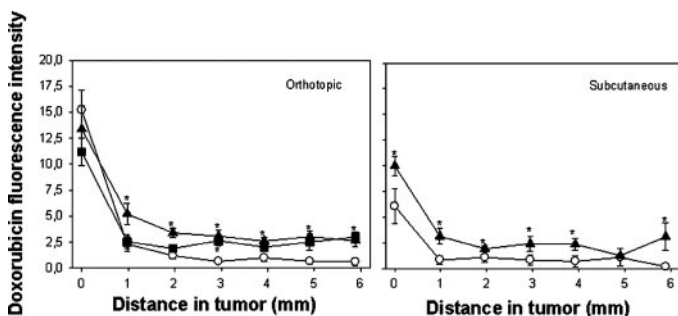 Doxorubicin fluorescence intensity
20,0
17,5
15,0
12,5
10,0
7,5
5,0
2,5
0,0
Orthotopic
* * * * * *
* *
0 1 2 3 4 5 6
Distance in tumor (mm)
Subcutaneous
* * * * * *
0 1 2 3 4 5 6
Distance in tumor (mm)